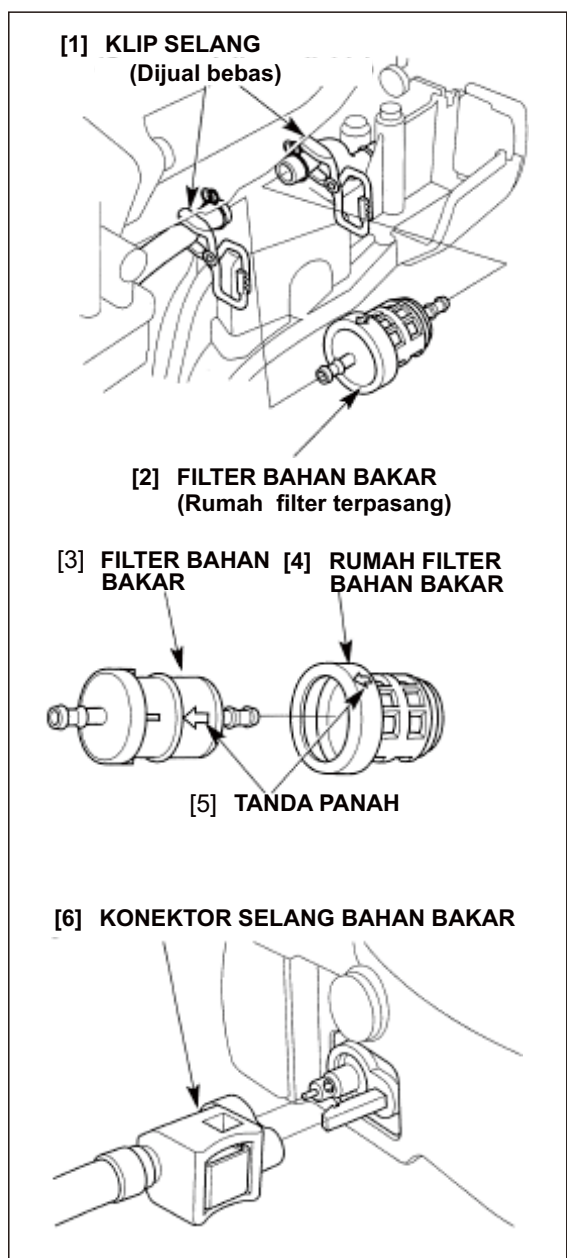 [1] KLIP SELANG
(Dijual bebas)
[2] FILTER BAHAN BAKAR
(Rumah filter terpasang)
[3] FILTER BAHAN
BAKAR
[4] RUMAH FILTER
BAHAN BAKAR
[5] TANDA PANAH
[6] KONEKTOR SELANG BAHAN BAKAR